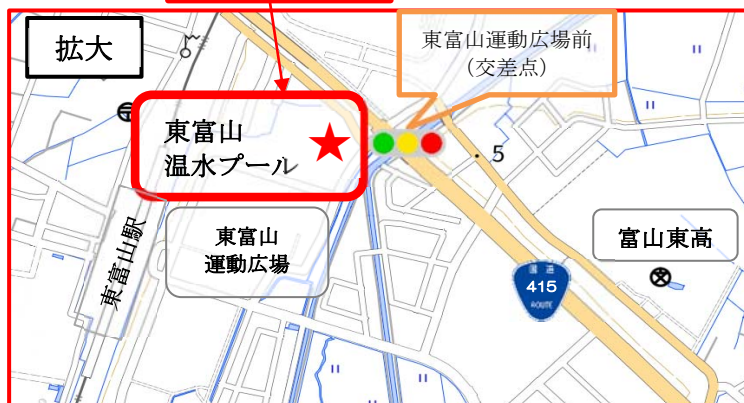 拡大
東富山運動広場前
（交差点）
東富山
温水プール
5
東富山
運動広場
東富山駅
富山東高
国道
415
ROUTE